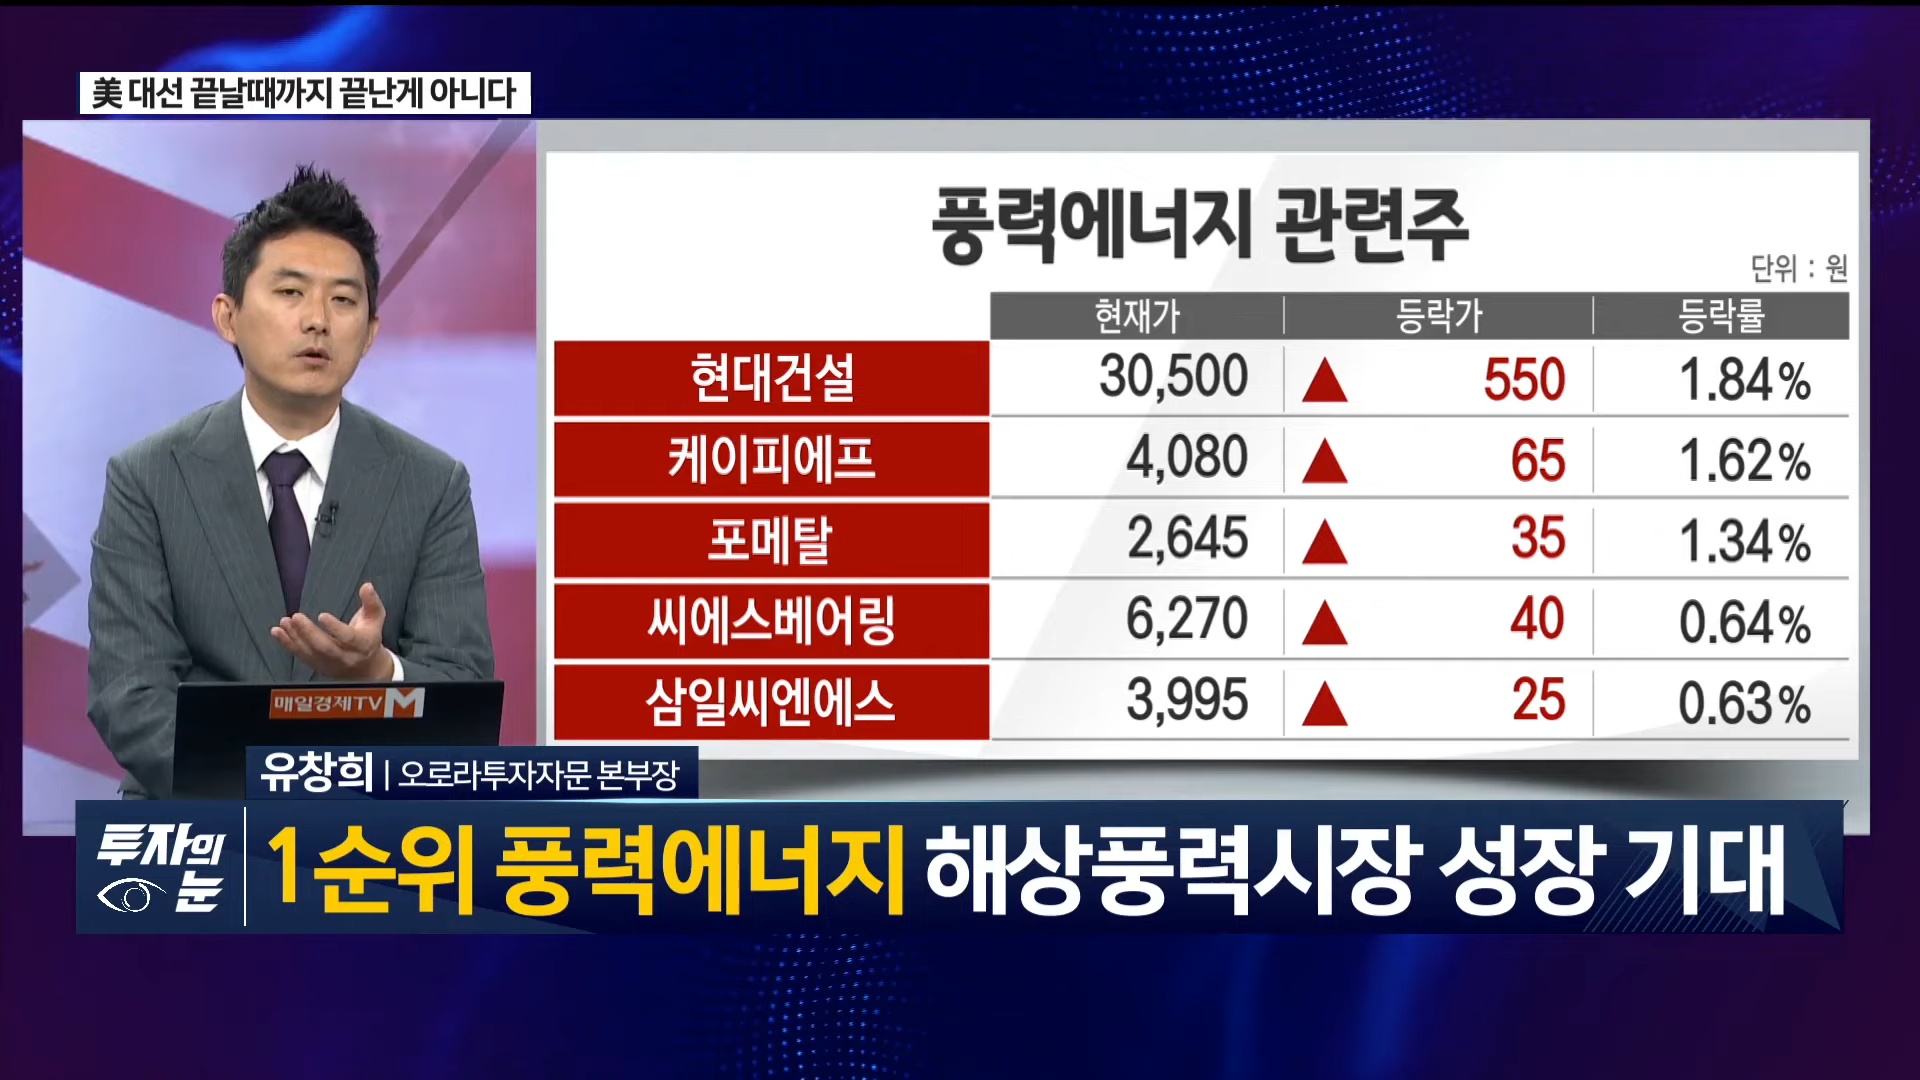 美 대선 끝날때까지 끝난게 아니다
풍력에너지 관련주
단위 : 원
현재가 등락가 등락률
현대건설 30,500 ▲ 550 1.84%
케이피에프 4,080 ▲ 65 1.62%
포메탈 2,645 ▲ 35 1.34%
씨에스베어링 6,270 ▲ 40 0.64%
삼일씨엔에스 3,995 ▲ 25 0.63%
매일경제TV M
유창희 | 오로라투자자문 본부장
투자의 눈
1순위 풍력에너지 해상풍력시장 성장 기대